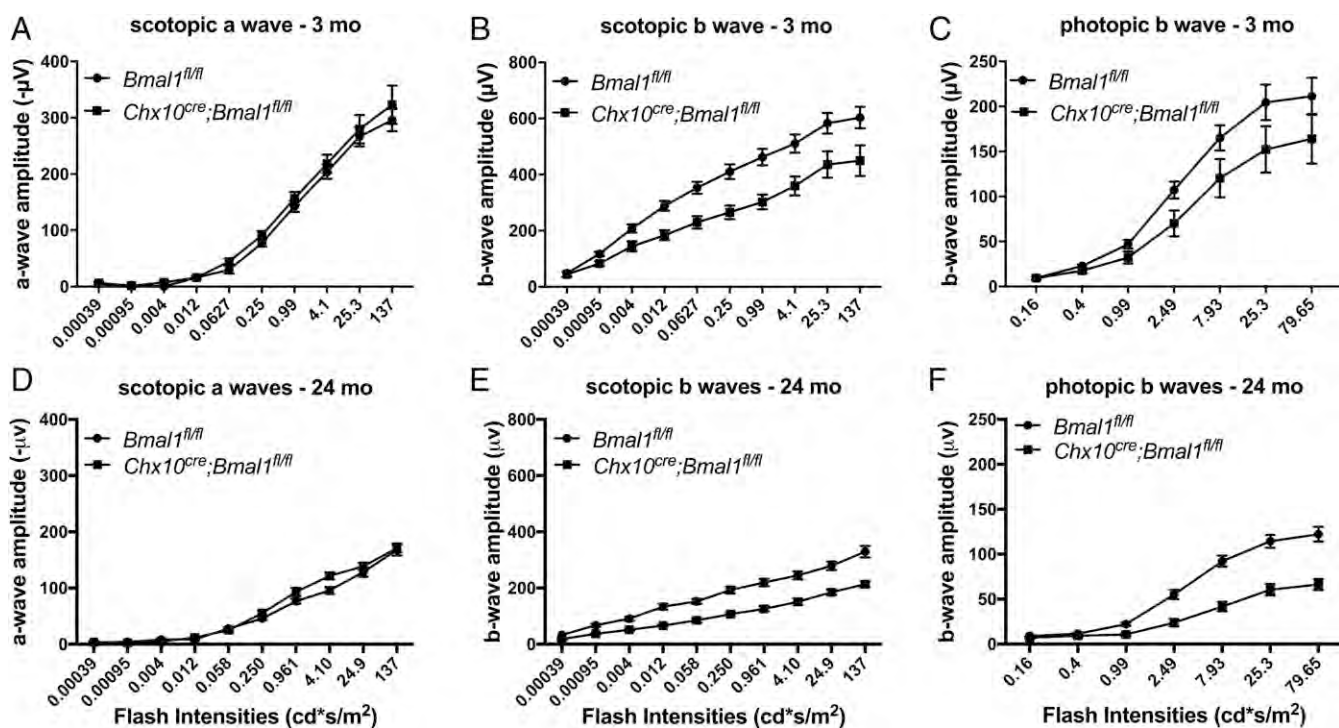 A
scotopic a wave - 3 mo
a-wave amplitude (-µV)
400
300
200
100
0
Bmal1fl/fl
Chx10cre;Bmal1fl/fl
0.00039
0.00095
0.004
0.012
0.0627
0.25
0.99
4.1
25.3
137
B
scotopic b wave - 3 mo
b-wave amplitude (µV)
800
600
400
200
0
Bmal1fl/fl
Chx10cre;Bmal1fl/fl
0.00039
0.00095
0.004
0.012
0.0627
0.25
0.99
4.1
25.3
137
C
photopic b wave - 3 mo
b-wave amplitude (µV)
250
200
150
100
50
0
Bmal1fl/fl
Chx10cre;Bmal1fl/fl
0.16
0.4
0.99
2.49
7.93
25.3
79.65
D
scotopic a waves - 24 mo
a-wave amplitude (-µv)
400
300
200
100
0
Bmal1fl/fl
Chx10cre;Bmal1fl/fl
0.00039
0.00095
0.004
0.012
0.058
0.250
0.961
4.10
24.9
137
Flash Intensities (cd*s/m2)
E
scotopic b waves - 24 mo
b-wave amplitude (µv)
800
600
400
200
0
Bmal1fl/fl
Chx10cre;Bmal1fl/fl
0.00039
0.00095
0.004
0.012
0.058
0.250
0.961
4.10
24.9
137
Flash Intensities (cd*s/m2)
F
photopic b waves - 24 mo
b-wave amplitude (µv)
250
200
150
100
50
0
Bmal1fl/fl
Chx10cre;Bmal1fl/fl
0.16
0.4
0.99
2.49
7.93
25.3
79.65
Flash Intensities (cd*s/m2)